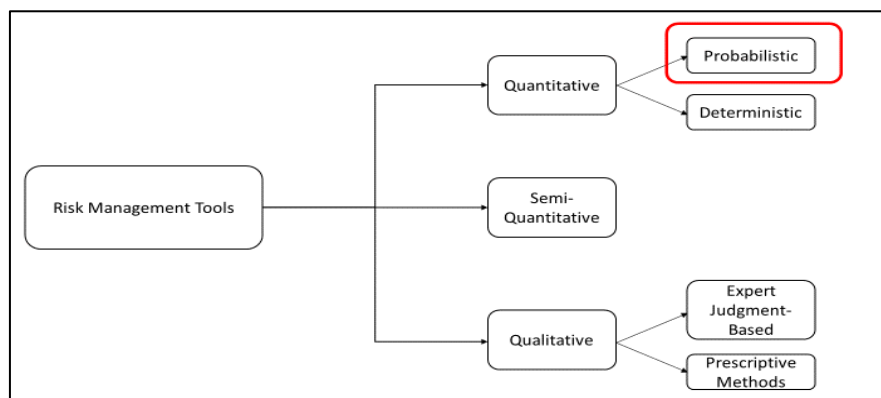 Probabilistic
Quantitative
Deterministic
Semi-
Quantitative
Risk Management Tools
Expert
Judgment-
Based
Qualitative
Prescriptive
Methods